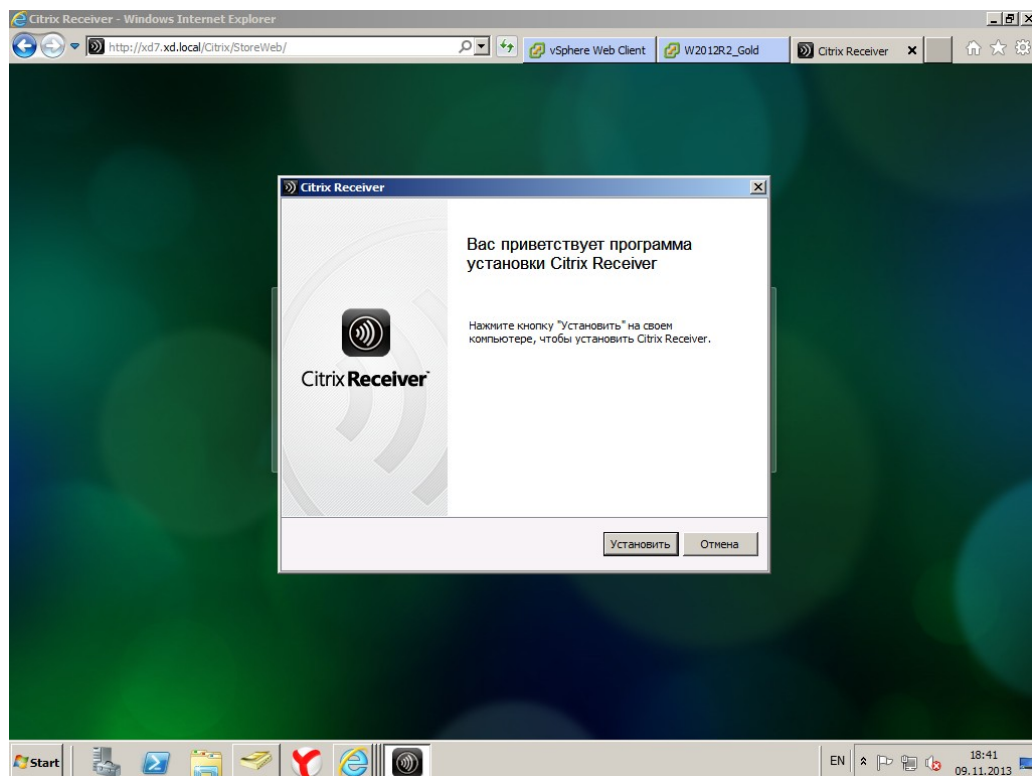 Citrix Receiver - Windows Internet Explorer
http://xd7.xd.local/Citrix/StoreWeb/
vSphere Web Client
W2012R2_Gold
Citrix Receiver
Citrix Receiver
Вас приветствует программа
установки Citrix Receiver
Нажмите кнопку "Установить" на своем
компьютере, чтобы установить Citrix Receiver.
Citrix Receiver
Установить
Отмена
Start
EN
18:41
09.11.2013